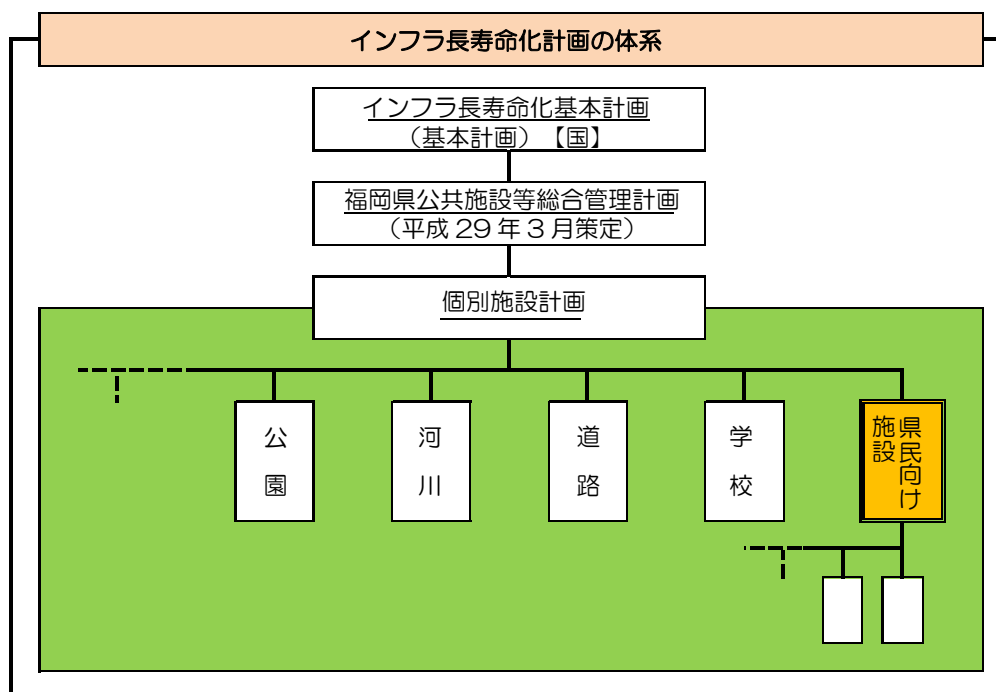 インフラ長寿命化計画の体系
インフラ長寿命化基本計画
（基本計画）【国】
福岡県公共施設等総合管理計画
（平成 29 年 3 月策定）
個別施設計画
公園
河川
道路
学校
県民向け
施設